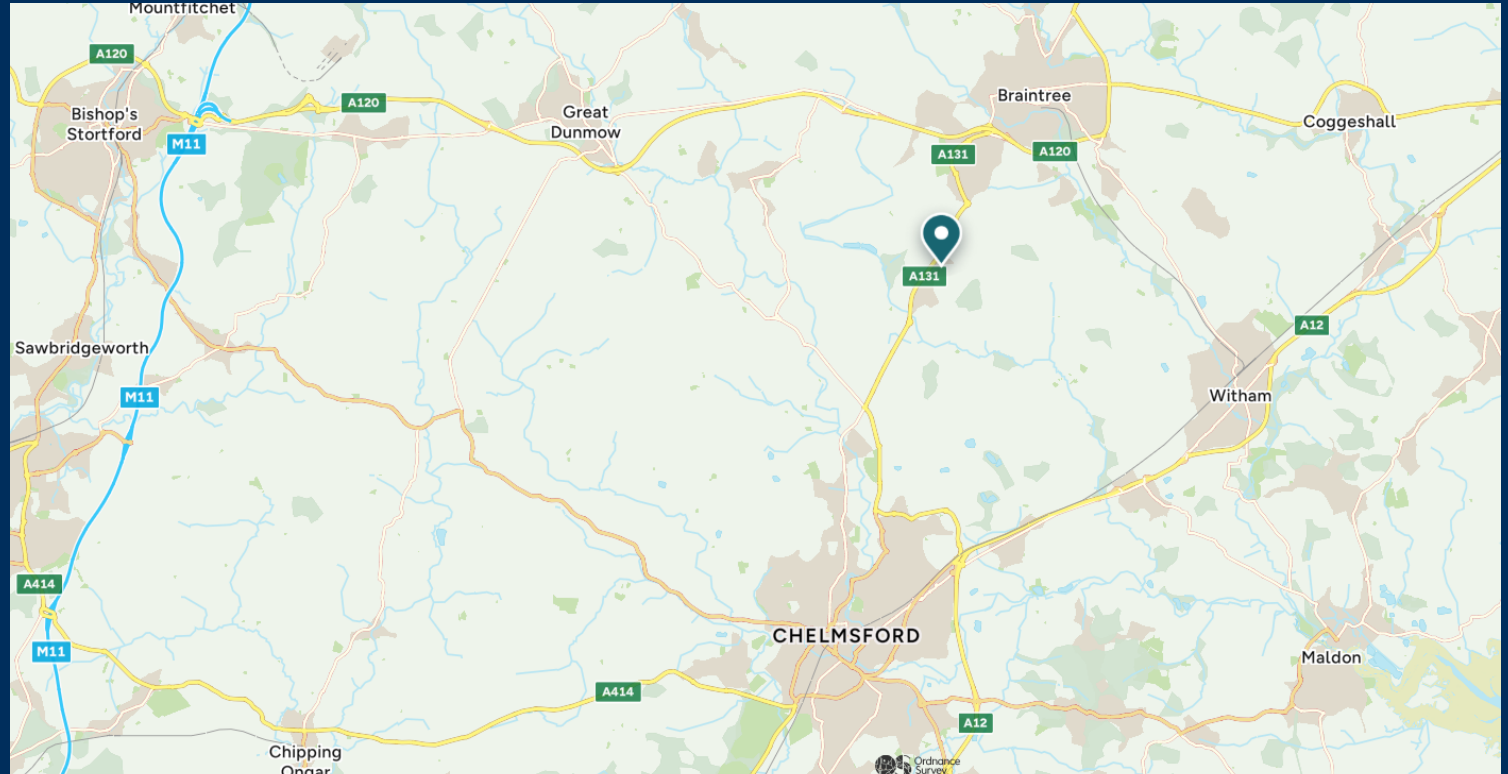 Mountfitchet
A120
A120
Bishop's
Stortford
M11
Great
Dunmow
Braintree
Coggeshall
A131
A120
A131
A12
Sawbridgeworth
M11
Witham
A414
M11
CHELMSFORD
Maldon
A414
A12
Chipping
Ongar
Ordnance
Survey